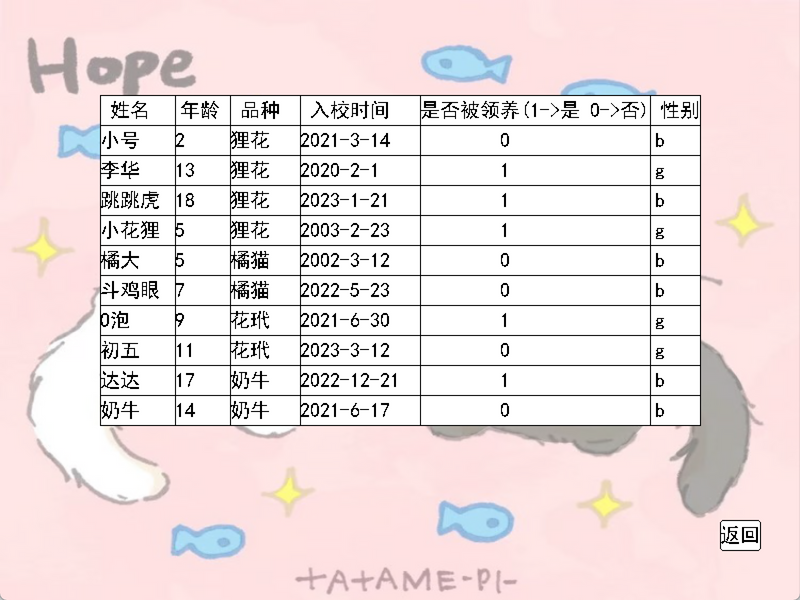 Hope
姓名 年龄 品种 入校时间 是否被领养(1->是 0->否) 性别
小号 2 狸花 2021-3-14 0 b
李华 13 狸花 2020-2-1 1 g
跳跳虎 18 狸花 2023-1-21 1 b
小花狸 5 狸花 2003-2-23 1 g
橘大 5 橘猫 2002-3-12 0 b
斗鸡眼 7 橘猫 2022-5-23 0 b
0泡 9 花玳 2021-6-30 1 g
初五 11 花玳 2023-3-12 0 g
达达 17 奶牛 2022-12-21 1 b
奶牛 14 奶牛 2021-6-17 0 b
返回
TATAME-PI-